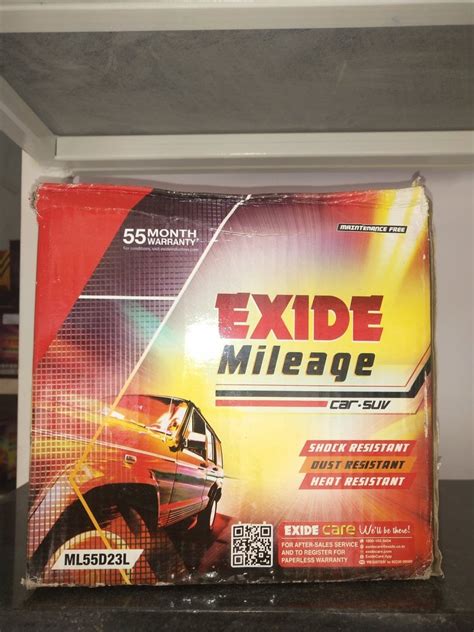 55 MONTH
WARRANTY*
MAINTENANCE FREE
EXIDE
Mileage
CAR-SUV
SHOCK RESISTANT
DUST RESISTANT
HEAT RESISTANT
EXIDE care We'll be there!
FOR AFTER-SALES SERVICE
AND TO REGISTER FOR
PAPERLESS WARRANTY
ML55D23L